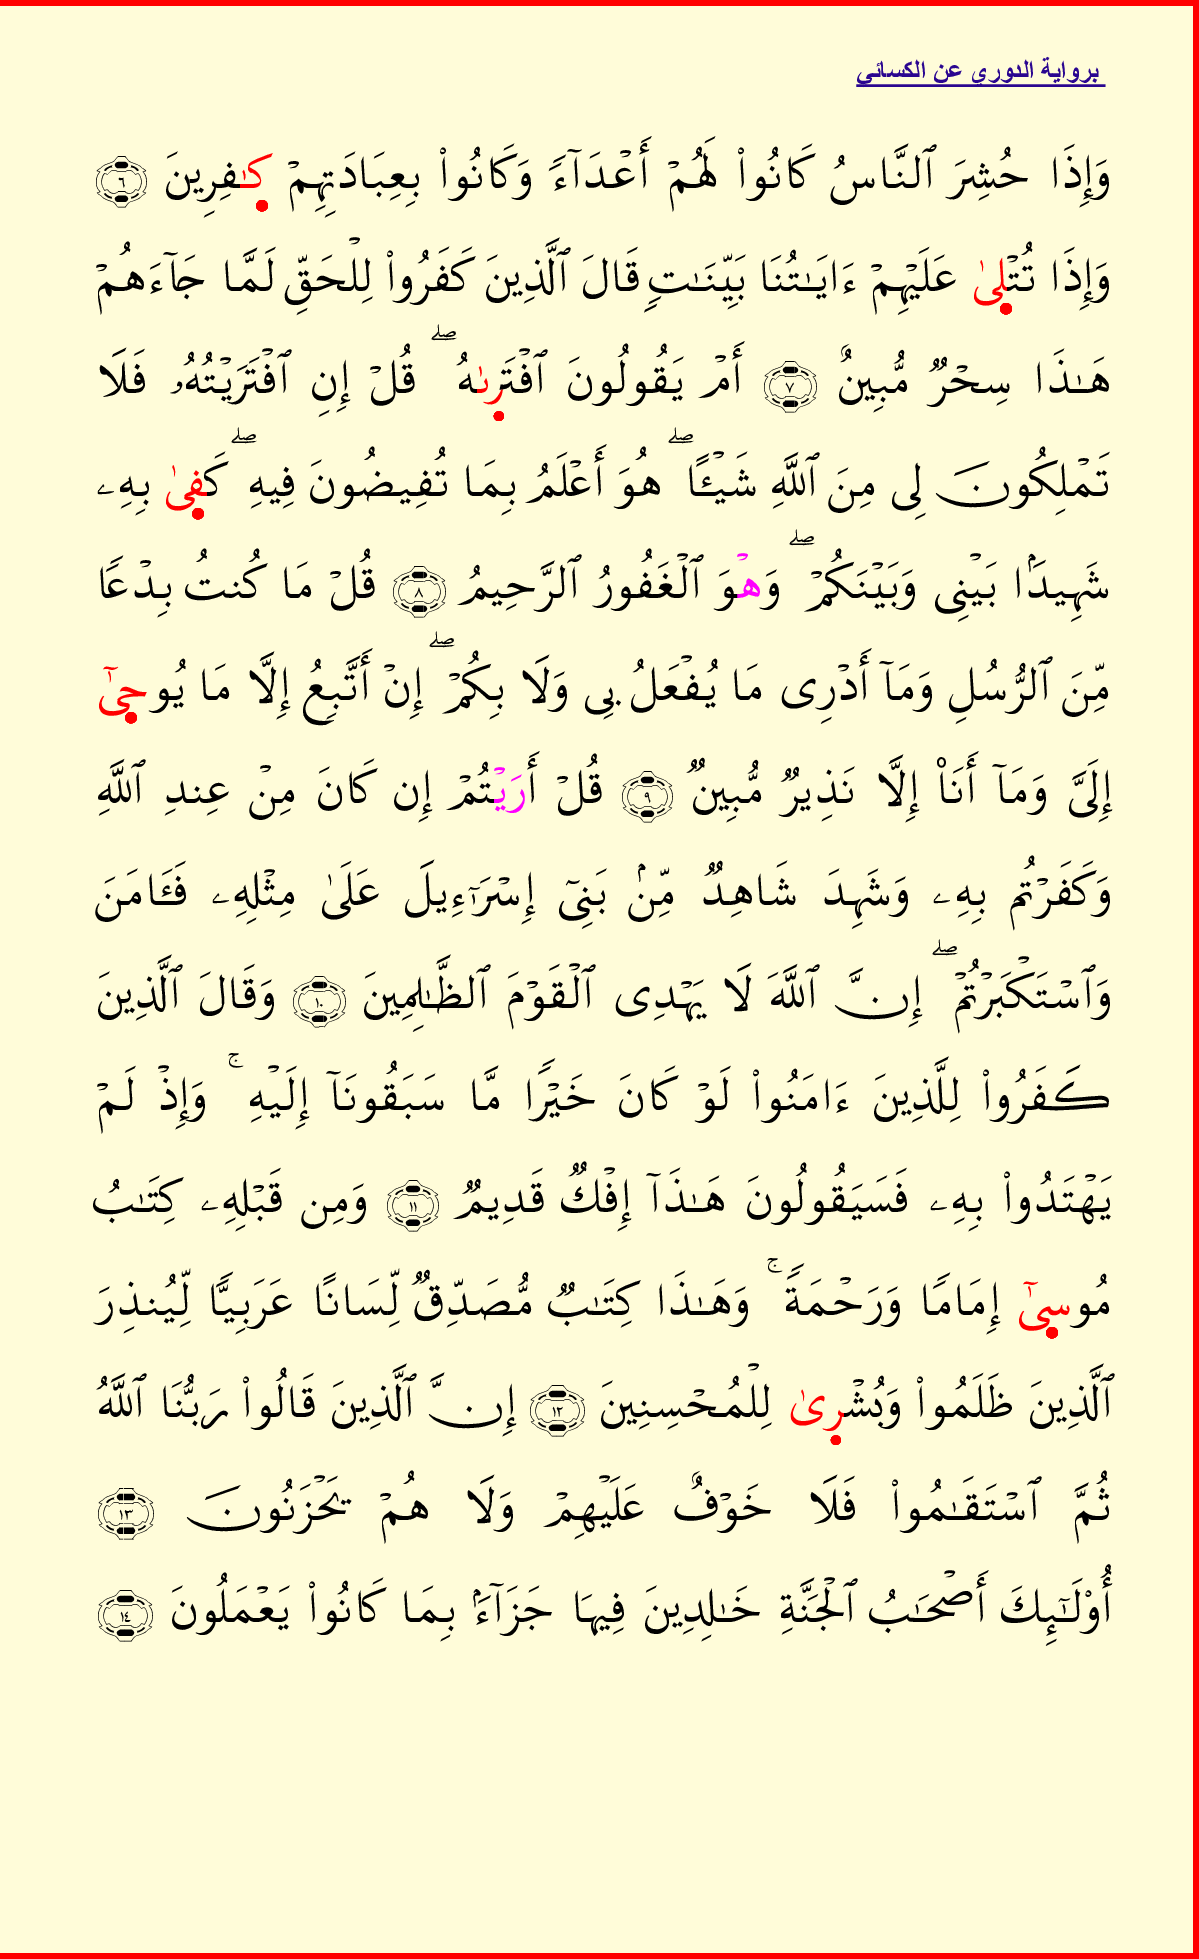 برواية الدوري عن الكسائي
وَإِذَا حُشِرَ ٱلنَّاسُ كَانُواْ لَهُمۡ أَعۡدَآءٗ وَكَانُواْ بِعِبَادَتِهِمۡ كَٰفِرِينَ ٦
وَإِذَا تُتۡلِىٰ عَلَيۡهِمۡ ءَايَٰتُنَا بَيِّنَٰتٖ قَالَ ٱلَّذِينَ كَفَرُواْ لِلۡحَقِّ لَمَّا جَآءَهُمۡ
هَٰذَا سِحۡرٞ مُّبِينٌ ٧ أَمۡ يَقُولُونَ ٱفۡتَرِىٰهُ ۖ قُلۡ إِنِ ٱفۡتَرَيۡتُهُۥ فَلَا
تَمۡلِكُونَ لِى مِنَ ٱللَّهِ شَيۡـًٔا ۖ هُوَ أَعۡلَمُ بِمَا تُفِيضُونَ فِيهِ ۖ كَفِىٰ بِهِۦ
شَهِيدَۢا بَيۡنِى وَبَيۡنَكُمۡ ۖ وَهۡوَ ٱلۡغَفُورُ ٱلرَّحِيمُ ٨ قُلۡ مَا كُنتُ بِدۡعٗا
مِّنَ ٱلرُّسُلِ وَمَآ أَدۡرِى مَا يُفۡعَلُ بِى وَلَا بِكُمۡ ۖ إِنۡ أَتَّبِعُ إِلَّا مَا يُوحِىٰٓ
إِلَىَّ وَمَآ أَنَا۠ إِلَّا نَذِيرٞ مُّبِينٞ ٩ قُلۡ أَرَيۡتُمۡ إِن كَانَ مِنۡ عِندِ ٱللَّهِ
وَكَفَرۡتُم بِهِۦ وَشَهِدَ شَاهِدٞ مِّنۢ بَنِىٓ إِسۡرَٰٓءِيلَ عَلَىٰ مِثۡلِهِۦ فَـَٔامَنَ
وَٱسۡتَكۡبَرۡتُمۡ ۖ إِنَّ ٱللَّهَ لَا يَهۡدِى ٱلۡقَوۡمَ ٱلظَّٰلِمِينَ ١٠ وَقَالَ ٱلَّذِينَ
كَفَرُواْ لِلَّذِينَ ءَامَنُواْ لَوۡ كَانَ خَيۡرٗا مَّا سَبَقُونَآ إِلَيۡهِ ۚ وَإِذۡ لَمۡ
يَهۡتَدُواْ بِهِۦ فَسَيَقُولُونَ هَٰذَآ إِفۡكٞ قَدِيمٞ ١١ وَمِن قَبۡلِهِۦ كِتَٰبُ
مُوسِىٰٓ إِمَامٗا وَرَحۡمَةٗ ۚ وَهَٰذَا كِتَٰبٞ مُّصَدِّقٞ لِّسَانًا عَرَبِيّٗا لِّيُنذِرَ
ٱلَّذِينَ ظَلَمُواْ وَبُشۡرِىٰ لِلۡمُحۡسِنِينَ ١٢ إِنَّ ٱلَّذِينَ قَالُواْ رَبُّنَا ٱللَّهُ
ثُمَّ ٱسۡتَقَٰمُواْ فَلَا خَوۡفٌ عَلَيۡهِمۡ وَلَا هُمۡ يَحۡزَنُونَ ١٣
أُوْلَٰٓئِكَ أَصۡحَٰبُ ٱلۡجَنَّةِ خَٰلِدِينَ فِيهَا جَزَآءَۢ بِمَا كَانُواْ يَعۡمَلُونَ ١٤